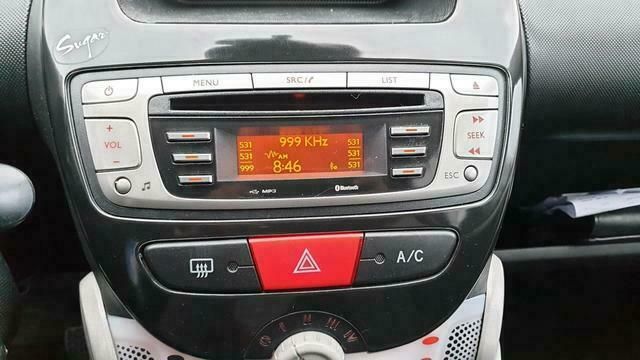 Sugar
MENU SRC/ LIST
+
VOL
−
999 KHz
531 531
531 AM 531
999 8:46 531
SEEK
ESC
MP3 Bluetooth
A/C